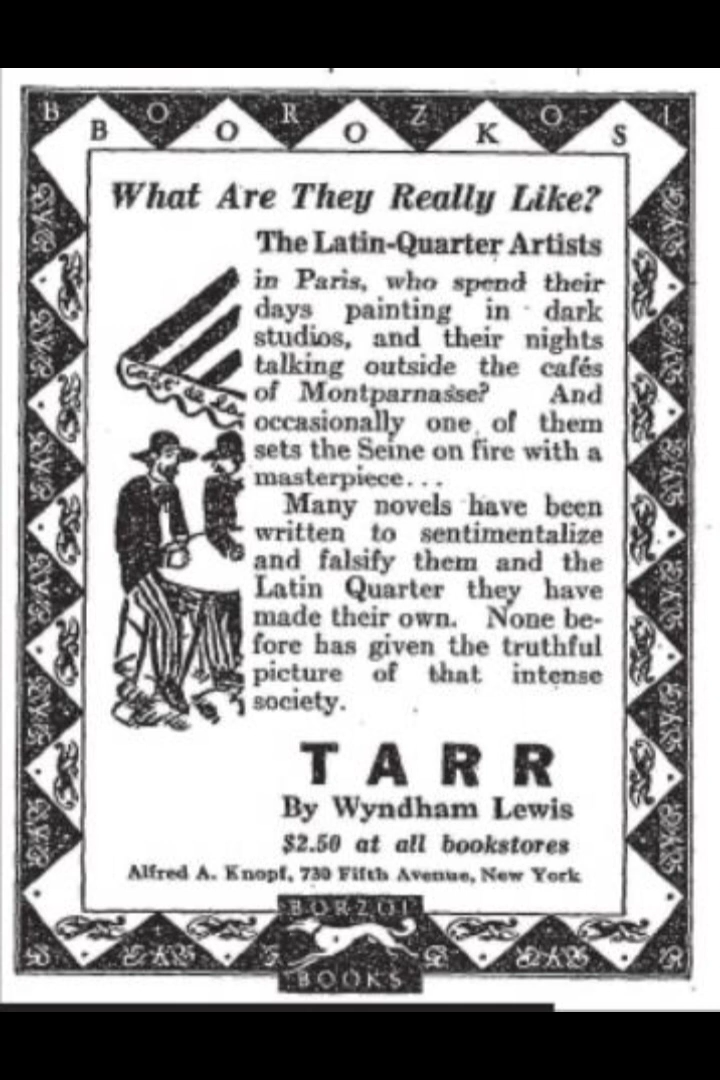 B O R Z O I
B O O K S
What Are They Really Like?
The Latin-Quarter Artists
in Paris, who spend their
days painting in dark
studios, and their nights
talking outside the cafés
of Montparnasse? And
occasionally one of them
sets the Seine on fire with a
masterpiece...
Many novels have been
written to sentimentalize
and falsify them and the
Latin Quarter they have
made their own. None be-
fore has given the truthful
picture of that intense
society.
Café de la
TARR
By Wyndham Lewis
$2.50 at all bookstores
Alfred A. Knopf, 730 Fifth Avenue, New York
BORZOI
BOOKS